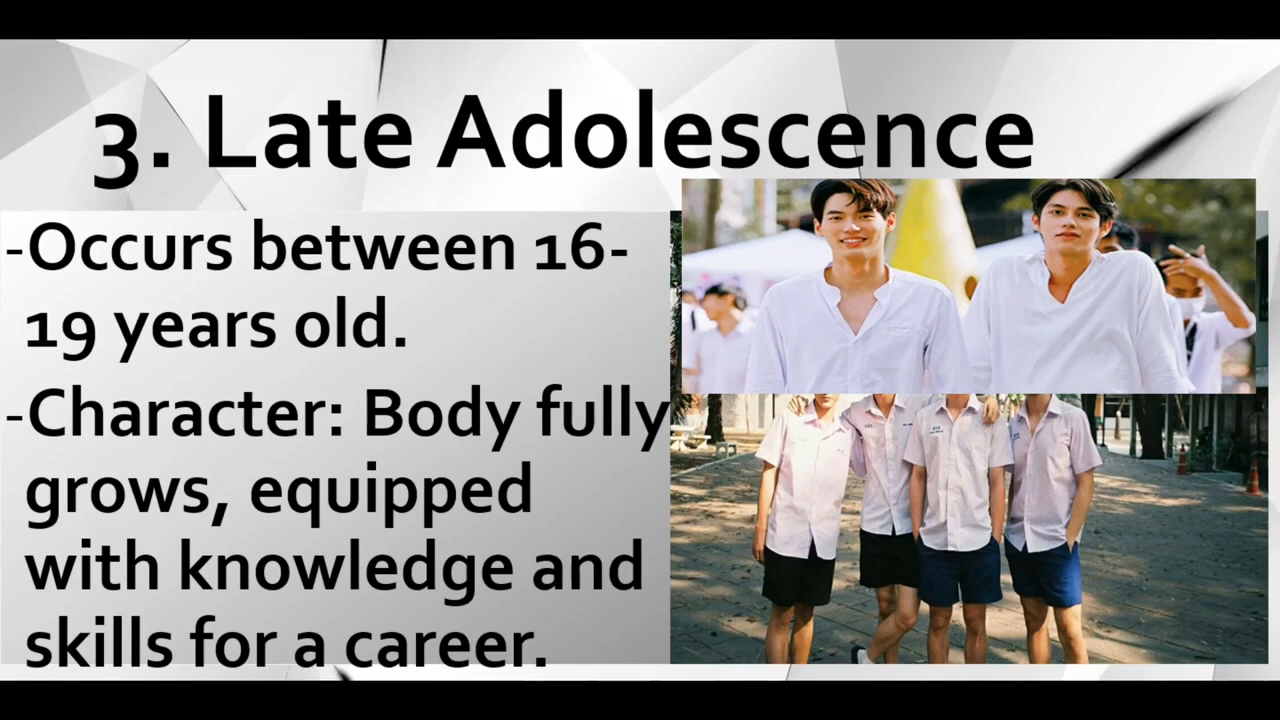 3. Late Adolescence
-Occurs between 16-
19 years old.
-Character: Body fully
grows, equipped
with knowledge and
skills for a career.